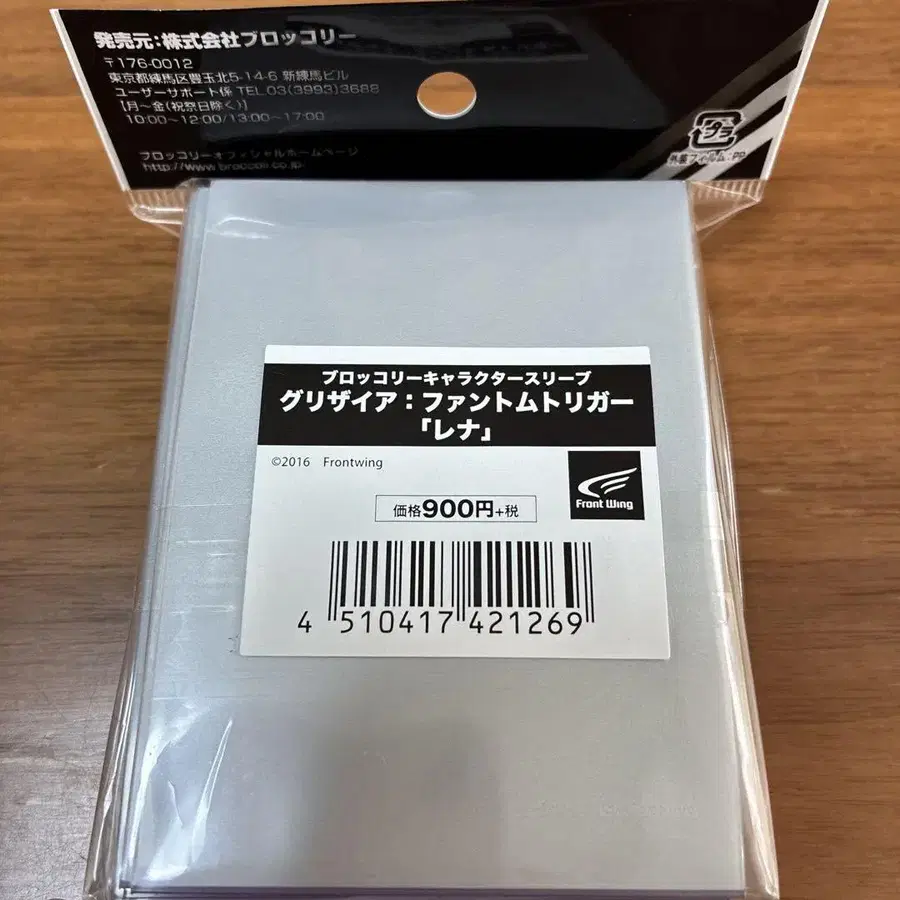 発売元:株式会社ブロッコリー
〒176-0012
東京都練馬区豊玉北5-14-6 新練馬ビル
ユーザーサポート係 TEL 03(3993)3688
【月〜金(祝祭日除く)】
10:00~12:00/13:00~17:00
ブロッコリーオフィシャルホームページ
http://www.broccoli.co.jp
プラ
外装フィルム:PP
ブロッコリーキャラクタースリーブ
グリザイア:ファントムトリガー
「レナ」
©2016 Frontwing
Front Wing
価格900円+税
4 510417 421269